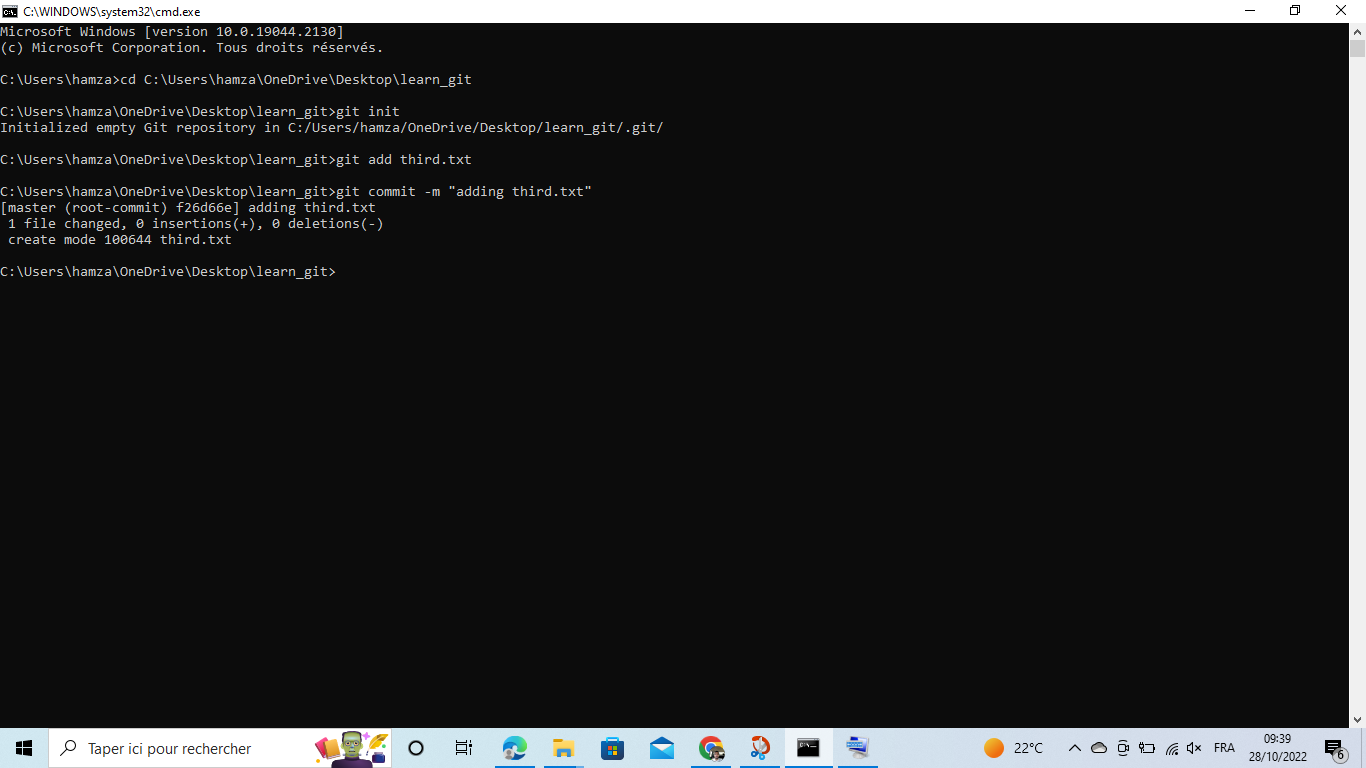 C:\WINDOWS\system32\cmd.exe
Microsoft Windows [version 10.0.19044.2130]
(c) Microsoft Corporation. Tous droits réservés.
C:\Users\hamza>cd C:\Users\hamza\OneDrive\Desktop\learn_git
C:\Users\hamza\OneDrive\Desktop\learn_git>git init
Initialized empty Git repository in C:/Users/hamza/OneDrive/Desktop/learn_git/.git/
C:\Users\hamza\OneDrive\Desktop\learn_git>git add third.txt
C:\Users\hamza\OneDrive\Desktop\learn_git>git commit -m "adding third.txt"
[master (root-commit) f26d66e] adding third.txt
 1 file changed, 0 insertions(+), 0 deletions(-)
 create mode 100644 third.txt
C:\Users\hamza\OneDrive\Desktop\learn_git>
Taper ici pour rechercher
22°C
FRA
09:39
28/10/2022
6